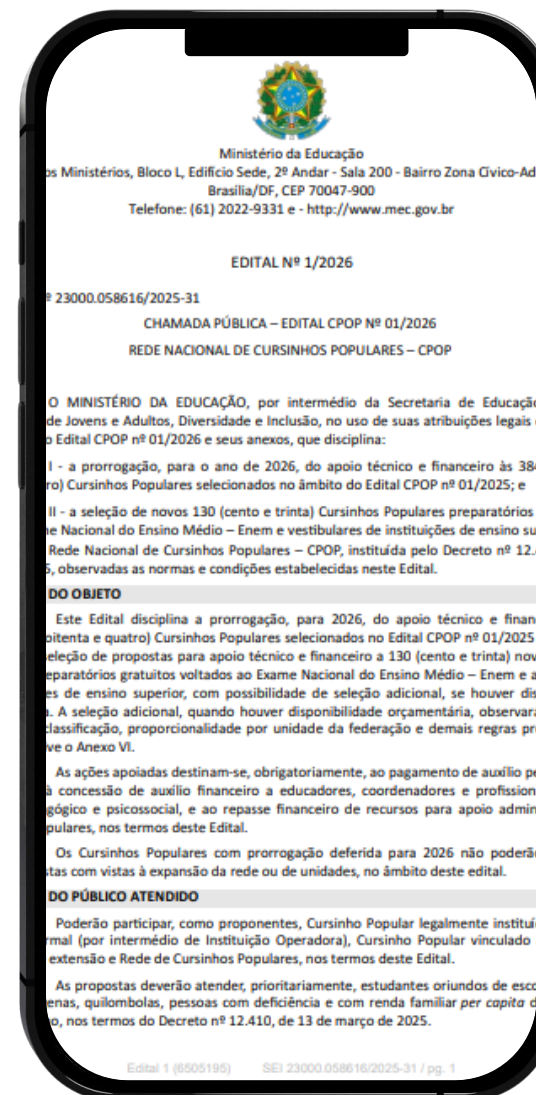 Ministério da Educação
Ministérios, Bloco L, Edifício Sede, 2º Andar - Sala 200 - Bairro Zona Cívico-
Brasília/DF, CEP 70047-900
Telefone: (61) 2022-9331 e - http://www.mec.gov.br
EDITAL Nº 1/2026
23000.058616/2025-31
CHAMADA PÚBLICA – EDITAL CPOP Nº 01/2026
REDE NACIONAL DE CURSINHOS POPULARES – CPOP
O MINISTÉRIO DA EDUCAÇÃO, por intermédio da Secretaria de Educação
de Jovens e Adultos, Diversidade e Inclusão, no uso de suas atribuições legais
o Edital CPOP nº 01/2026 e seus anexos, que disciplina:
I - a prorrogação, para o ano de 2026, do apoio técnico e financeiro às 384
ro) Cursinhos Populares selecionados no âmbito do Edital CPOP nº 01/2025; e
II - a seleção de novos 130 (cento e trinta) Cursinhos Populares preparatórios
Nacional do Ensino Médio – Enem e vestibulares de instituições de ensino su
Rede Nacional de Cursinhos Populares – CPOP, instituída pelo Decreto nº 12.
5, observadas as normas e condições estabelecidas neste Edital.
DO OBJETO
Este Edital disciplina a prorrogação, para 2026, do apoio técnico e finan
oitenta e quatro) Cursinhos Populares selecionados no Edital CPOP nº 01/2025
seleção de propostas para apoio técnico e financeiro a 130 (cento e trinta) nov
eparatórios gratuitos voltados ao Exame Nacional do Ensino Médio – Enem e a
es de ensino superior, com possibilidade de seleção adicional, se houver dis
a. A seleção adicional, quando houver disponibilidade orçamentária, observar
classificação, proporcionalidade por unidade da federação e demais regras pr
ve o Anexo VI.
As ações apoiadas destinam-se, obrigatoriamente, ao pagamento de auxílio pe
à concessão de auxílio financeiro a educadores, coordenadores e profission
gógico e psicossocial, e ao repasse financeiro de recursos para apoio admin
pulares, nos termos deste Edital.
Os Cursinhos Populares com prorrogação deferida para 2026 não poderã
stas com vistas à expansão da rede ou de unidades, no âmbito deste edital.
DO PÚBLICO ATENDIDO
Poderão participar, como proponentes, Cursinho Popular legalmente instituí
rmal (por intermédio de Instituição Operadora), Cursinho Popular vinculado
extensão e Rede de Cursinhos Populares, nos termos deste Edital.
As propostas deverão atender, prioritariamente, estudantes oriundos de esco
enas, quilombolas, pessoas com deficiência e com renda familiar per capita d
o, nos termos do Decreto nº 12.410, de 13 de março de 2025.
Edital 1 (6505195) SEI 23000.058616/2025-31 / pg. 1